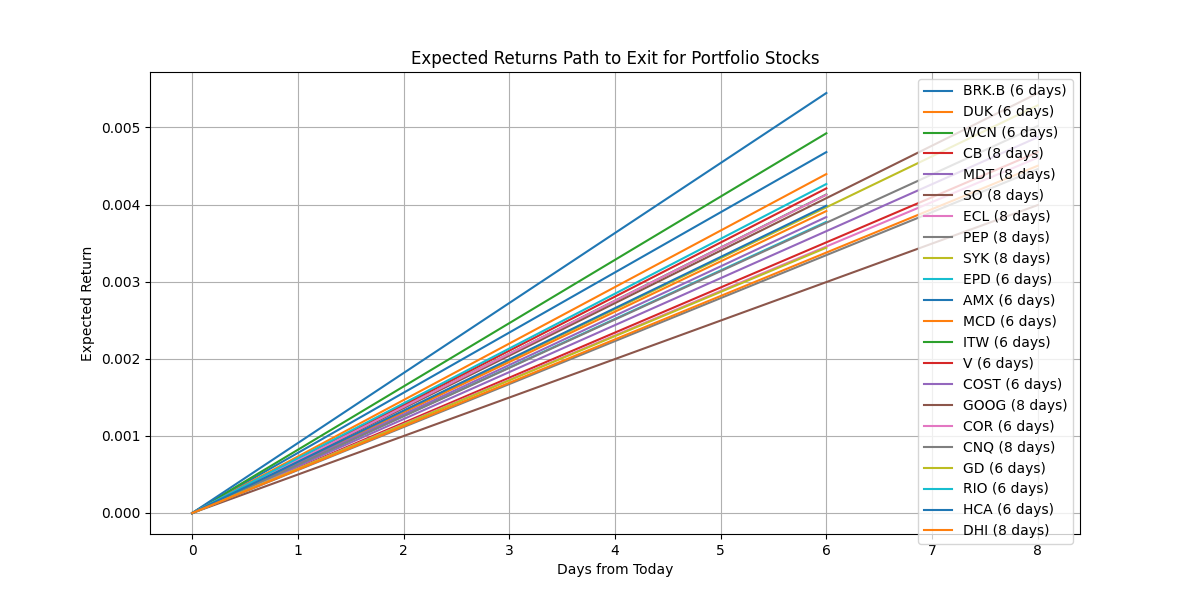 Expected Returns Path to Exit for Portfolio Stocks
Expected Return
0.005
0.004
0.003
0.002
0.001
0.000
BRK.B (6 days)
DUK (6 days)
WCN (6 days)
CB (8 days)
MDT (8 days)
SO (8 days)
ECL (8 days)
PEP (8 days)
SYK (8 days)
EPD (6 days)
AMX (6 days)
MCD (6 days)
ITW (6 days)
V (6 days)
COST (6 days)
GOOG (8 days)
COR (6 days)
CNQ (8 days)
GD (6 days)
RIO (6 days)
HCA (6 days)
DHI (8 days)
0 1 2 3 4 5 6 7 8
Days from Today